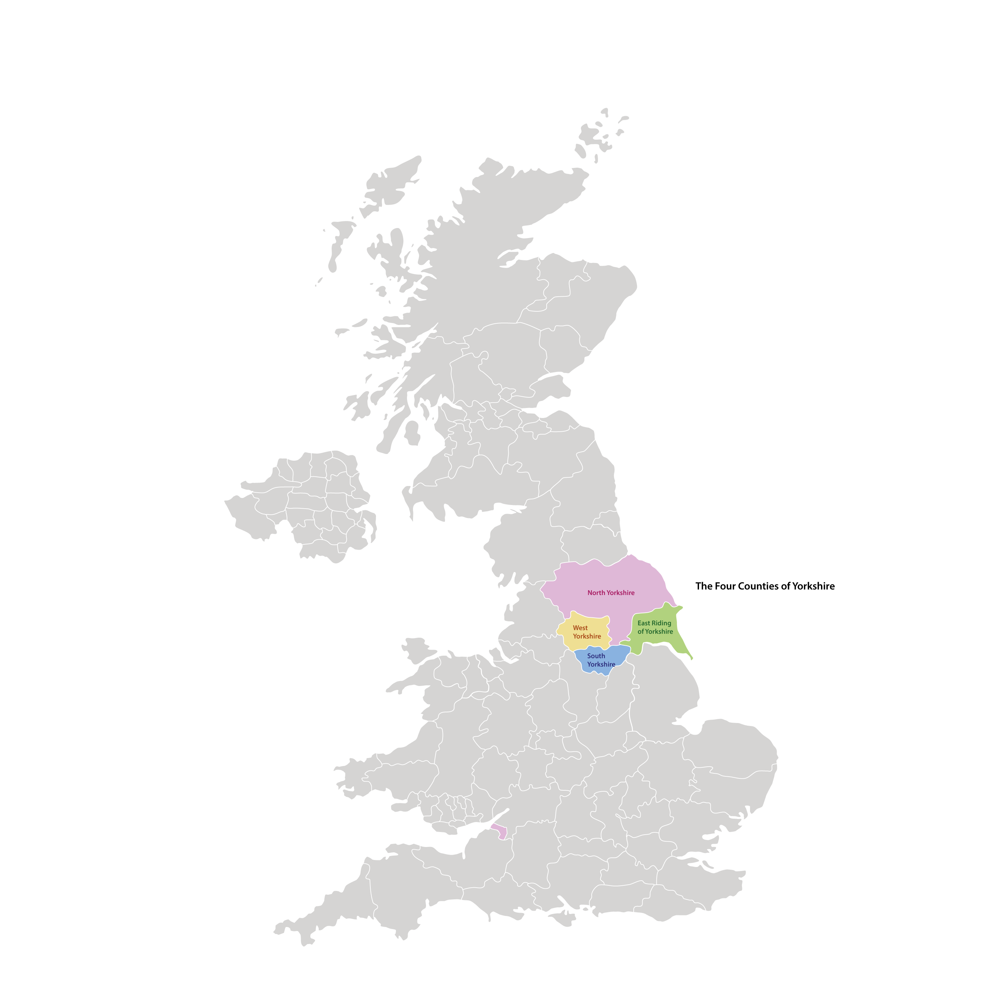 The Four Counties of Yorkshire
North Yorkshire
East Riding
of Yorkshire
West
Yorkshire
South
Yorkshire